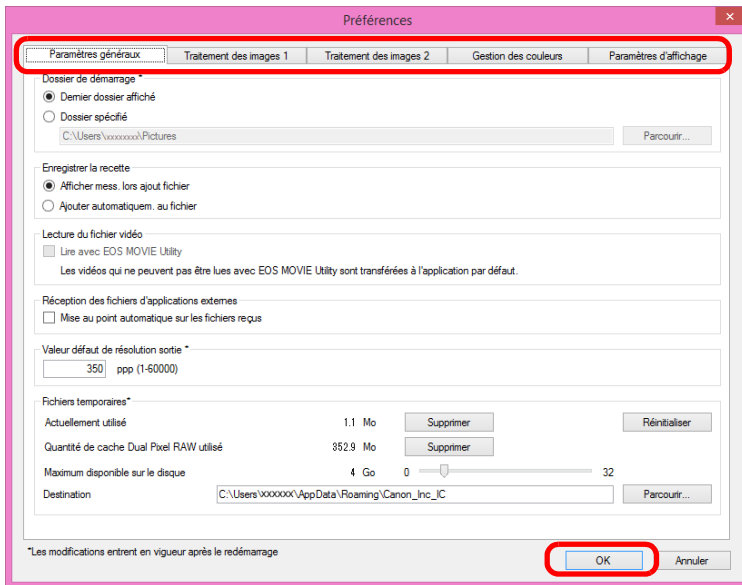 Préférences
Paramètres généraux Traitement des images 1 Traitement des images 2 Gestion des couleurs Paramètres d'affichage
Dossier de démarrage *
Dernier dossier affiché
Dossier spécifié
C:\Users\xxxxxxxx\Pictures Parcourir...
Enregistrer la recette
Afficher mess. lors ajout fichier
Ajouter automatiquem. au fichier
Lecture du fichier vidéo
Lire avec EOS MOVIE Utility
Les vidéos qui ne peuvent pas être lues avec EOS MOVIE Utility sont transférées à l'application par défaut.
Réception des fichiers d'applications externes
Mise au point automatique sur les fichiers reçus
Valeur défaut de résolution sortie *
350 ppp (1-60000)
Fichiers temporaires*
Actuellement utilisé 1.1 Mo Supprimer Réinitialiser
Quantité de cache Dual Pixel RAW utilisé 352.9 Mo Supprimer
Maximum disponible sur le disque 4 Go 0 32
Destination C:\Users\xxxxxx\AppData\Roaming\Canon_Inc_IC Parcourir...
*Les modifications entrent en vigueur après le redémarrage
OK Annuler